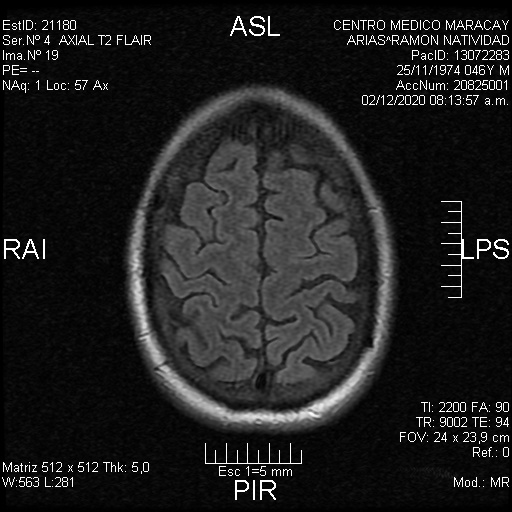 EstID: 21180
Ser.Nº 4 AXIAL T2 FLAIR
Ima.Nº 19
PE= --
NAq: 1 Loc: 57 Ax
ASL
CENTRO MEDICO MARACAY
ARIAS^RAMON NATIVIDAD
PacID: 13072283
25/11/1974 046Y M
AccNum: 20825001
02/12/2020 08:13:57 a.m.
RAI
LPS
TI: 2200 FA: 90
TR: 9002 TE: 94
FOV: 24 x 23,9 cm
Ref.: 0
Matriz 512 x 512 Thk: 5,0
W:563 L:281
Esc 1=5 mm
PIR
Mod.: MR